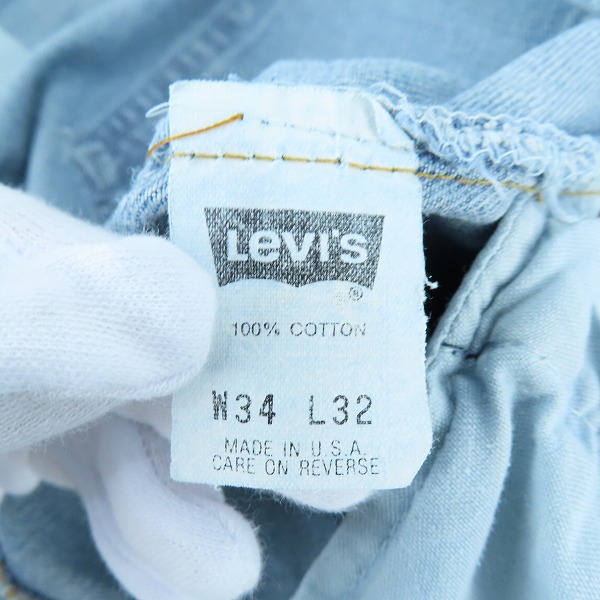 Levi's
®
100% COTTON
W34 L32
MADE IN U.S.A.
CARE ON REVERSE